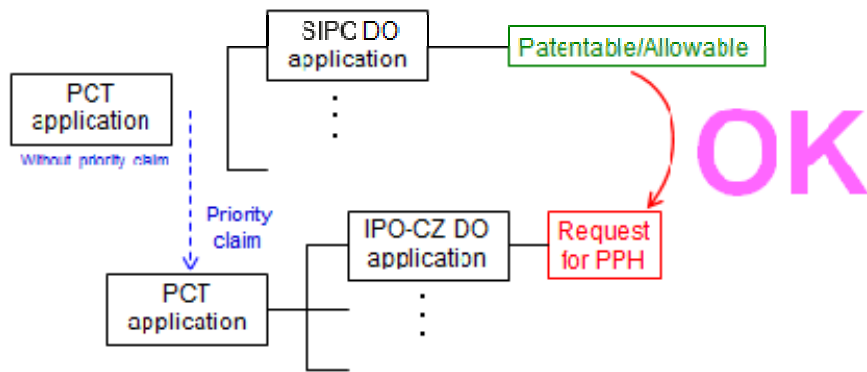 SIPC DO
application
Patentable/Allowable
PCT
application
Without priority claim
OK
Priority
claim
IPO-CZ DO
application
Request
for PPH
PCT
application